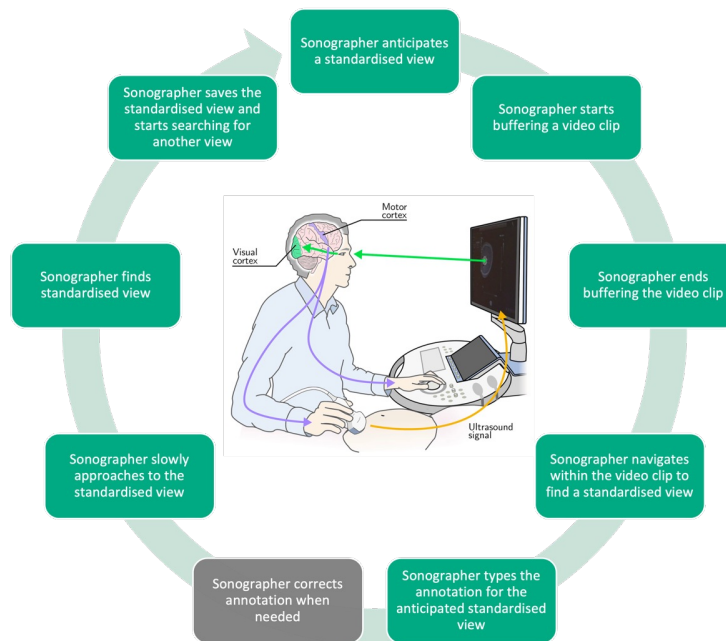 Sonographer anticipates
a standardised view
Sonographer starts
buffering a video clip
Sonographer ends
buffering the video clip
Sonographer navigates
within the video clip to
find a standardised view
Sonographer types the
annotation for the
anticipated standardised
view
Sonographer corrects
annotation when
needed
Sonographer slowly
approaches to the
standardised view
Sonographer finds
standardised view
Sonographer saves the
standardised view and
starts searching for
another view
Motor
cortex
Visual
cortex
Ultrasound
signal